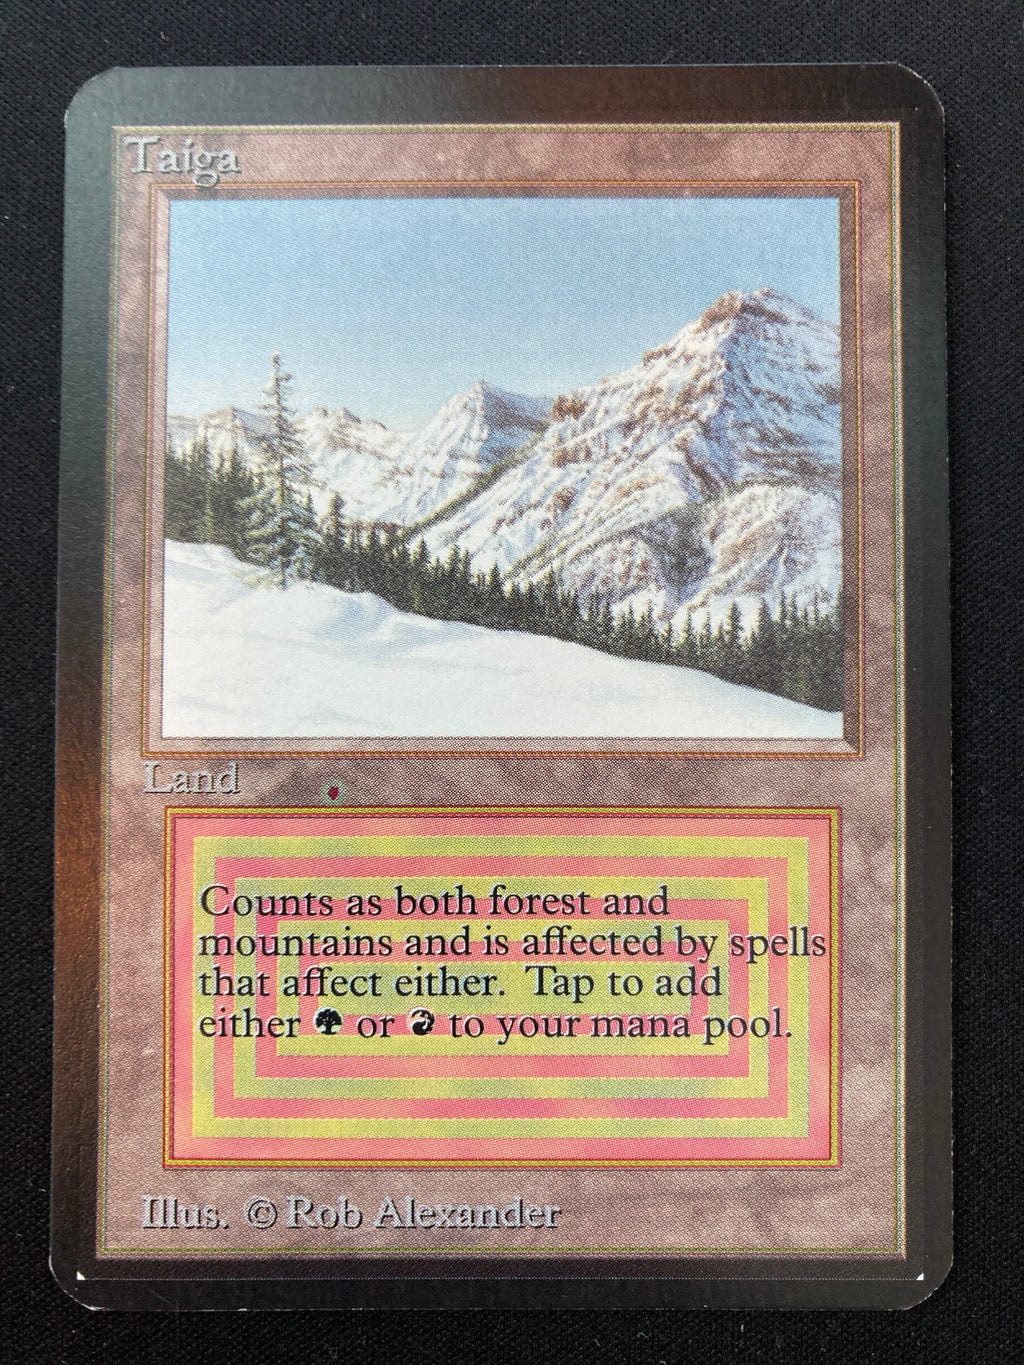 Taiga
Land
Counts as both forest and
mountains and is affected by spells
that affect either. Tap to add
either or to your mana pool.
Illus. © Rob Alexander